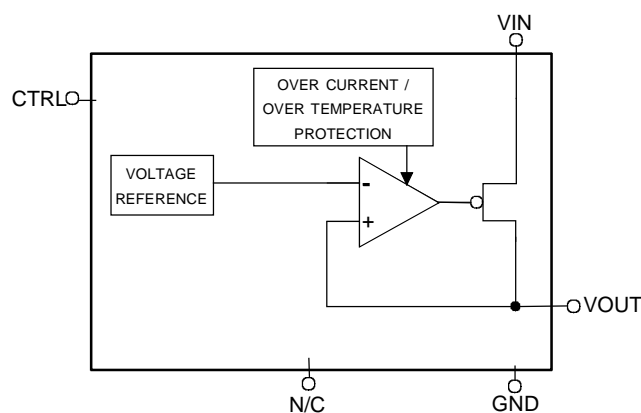 VIN
CTRL
OVER CURRENT /
OVER TEMPERATURE
PROTECTION
VOLTAGE
REFERENCE
-
+
VOUT
N/C
GND